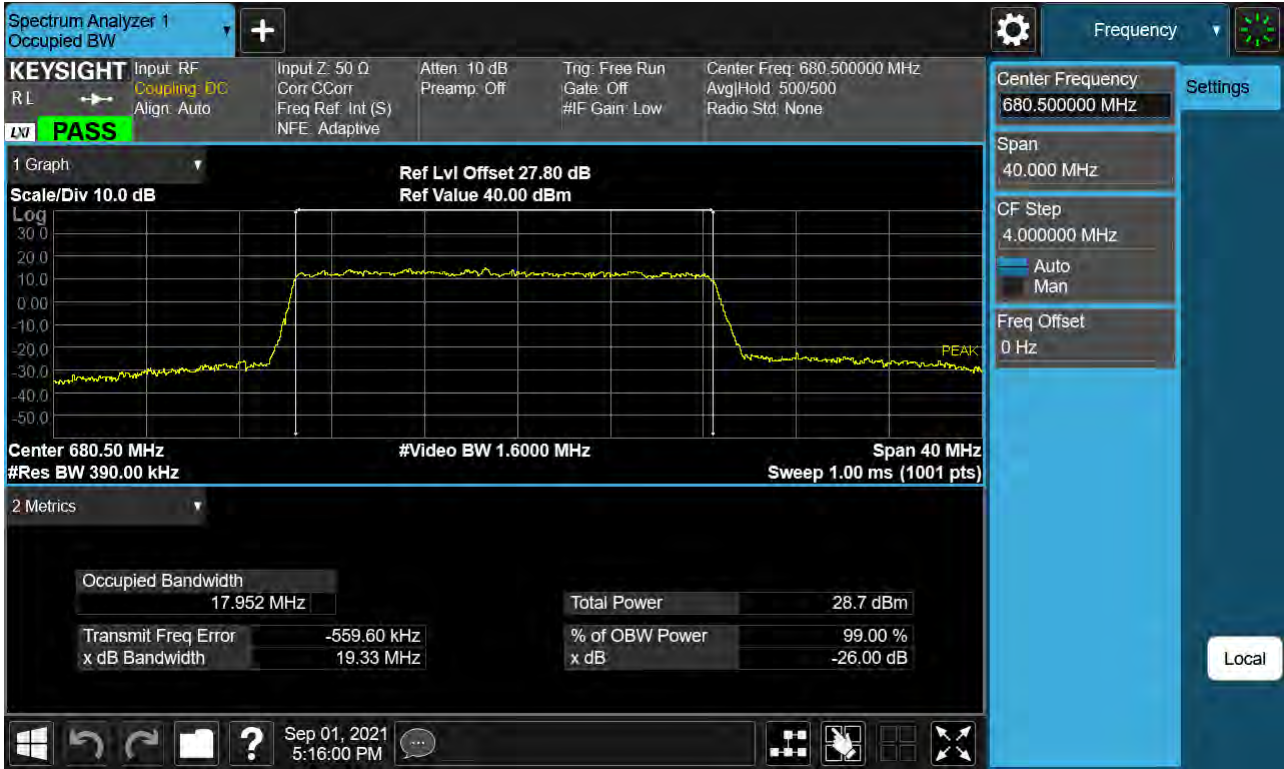 Spectrum Analyzer 1
Occupied BW
+
Frequency
KEYSIGHT
R L
LXI
PASS
Input: RF
Coupling: DC
Align: Auto
Input Z: 50 Ω
Corr CCorr
Freq Ref: Int (S)
NFE: Adaptive
Atten: 10 dB
Preamp: Off
Trig: Free Run
Gate: Off
#IF Gain: Low
Center Freq: 680.500000 MHz
Avg|Hold: 500/500
Radio Std: None
Center Frequency
680.500000 MHz
Settings
Span
40.000 MHz
CF Step
4.000000 MHz
Auto
Man
Freq Offset
0 Hz
1 Graph
Scale/Div 10.0 dB
Ref Lvl Offset 27.80 dB
Ref Value 40.00 dBm
Log
30.0
20.0
10.0
0.00
-10.0
-20.0
-30.0
-40.0
-50.0
PEAK
Center 680.50 MHz
#Video BW 1.6000 MHz
Span 40 MHz
#Res BW 390.00 kHz
Sweep 1.00 ms (1001 pts)
2 Metrics
Occupied Bandwidth
17.952 MHz
Total Power 28.7 dBm
Transmit Freq Error -559.60 kHz
% of OBW Power 99.00 %
x dB Bandwidth 19.33 MHz
x dB -26.00 dB
Local
?
Sep 01, 2021
5:16:00 PM